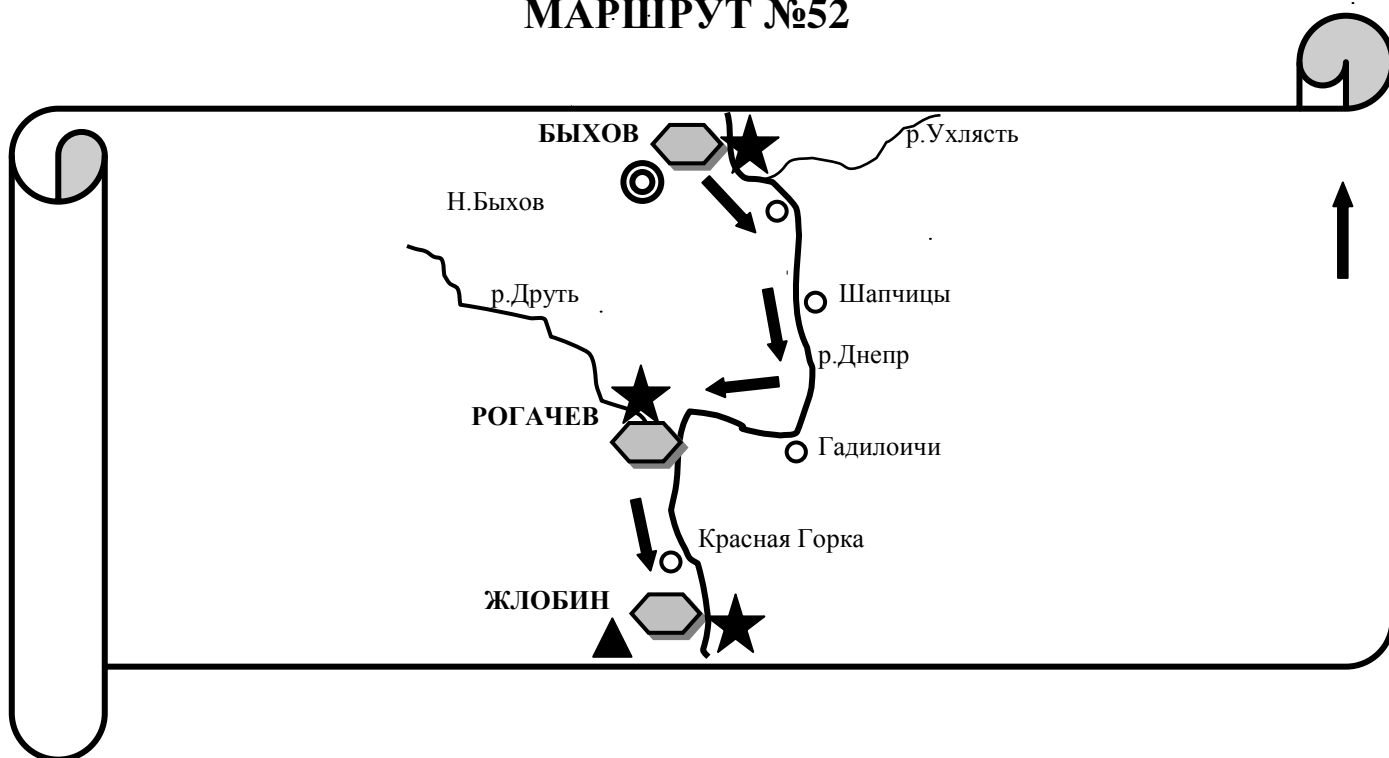 МАРШРУТ №52
БЫХОВ
р.Ухлясть
Н.Быхов
р.Друть
Шапчицы
р.Днепр
РОГАЧЕВ
Гадилоичи
Красная Горка
ЖЛОБИН